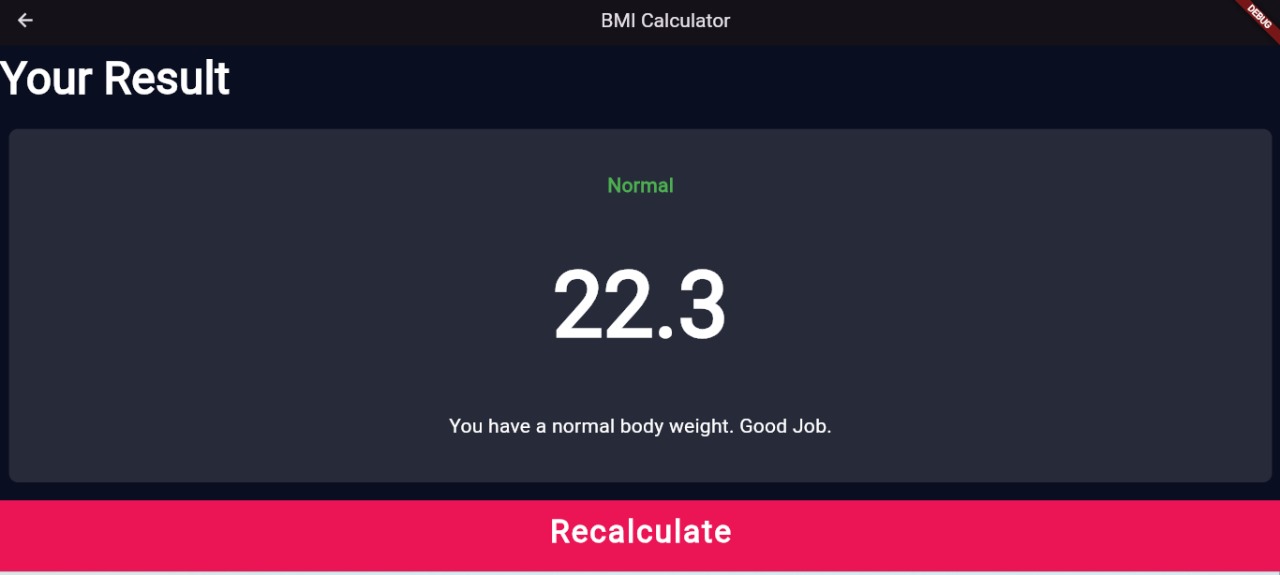 BMI Calculator
DEBUG
Your Result
Normal
22.3
You have a normal body weight. Good Job.
Recalculate